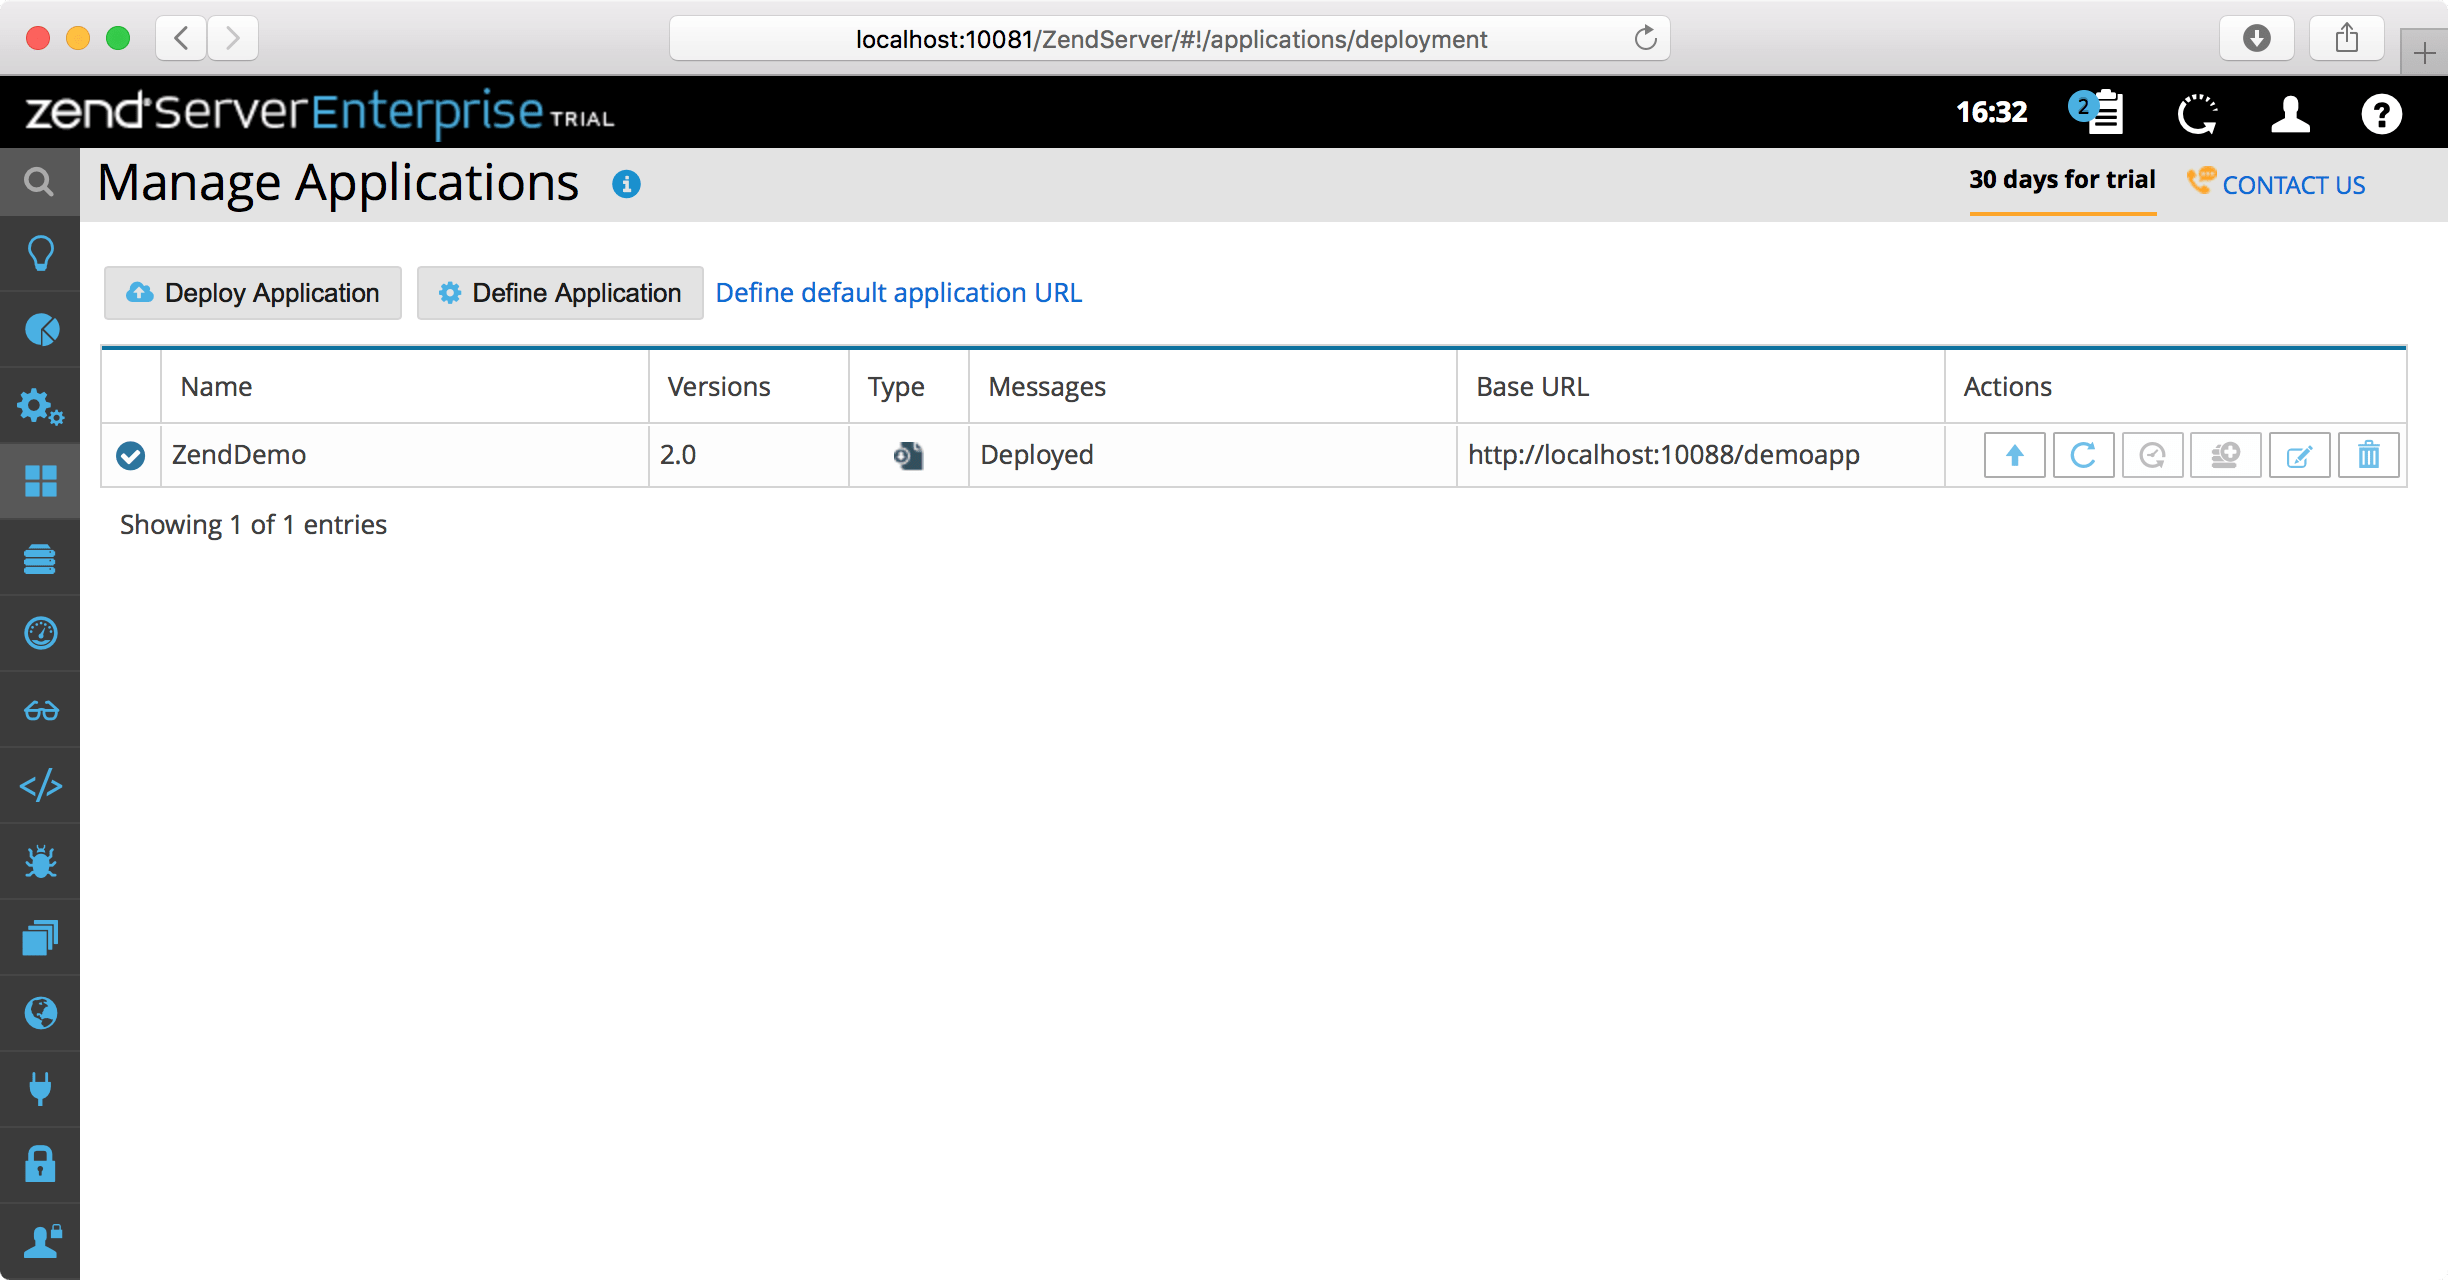 localhost:10081/ZendServer/#!/applications/deployment
zend server Enterprise TRIAL
16:32
2
Manage Applications
30 days for trial
CONTACT US
Deploy Application
Define Application
Define default application URL
Name
Versions
Type
Messages
Base URL
Actions
ZendDemo
2.0
Deployed
http://localhost:10088/demoapp
Showing 1 of 1 entries